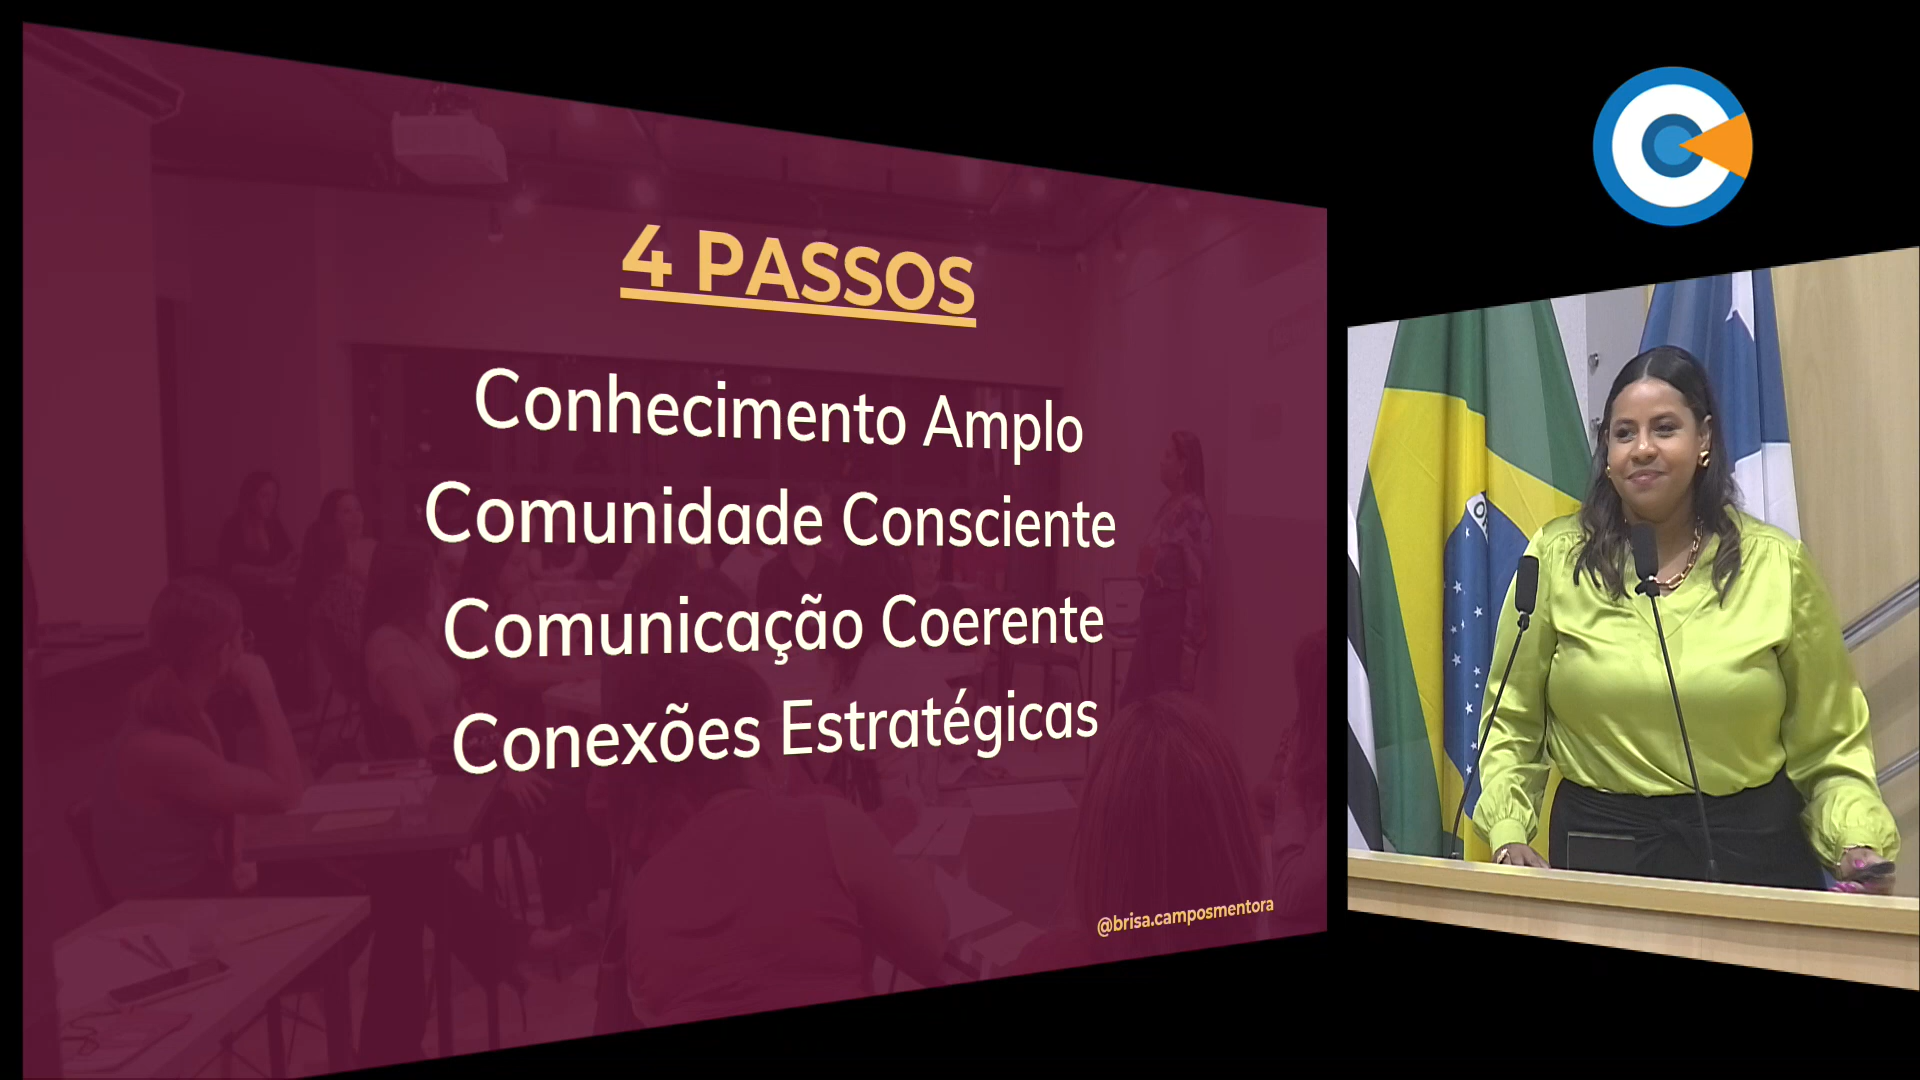 4 PASSOS
Conhecimento Amplo
Comunidade Consciente
Comunicação Coerente
Conexões Estratégicas
@brisa.camposmentora